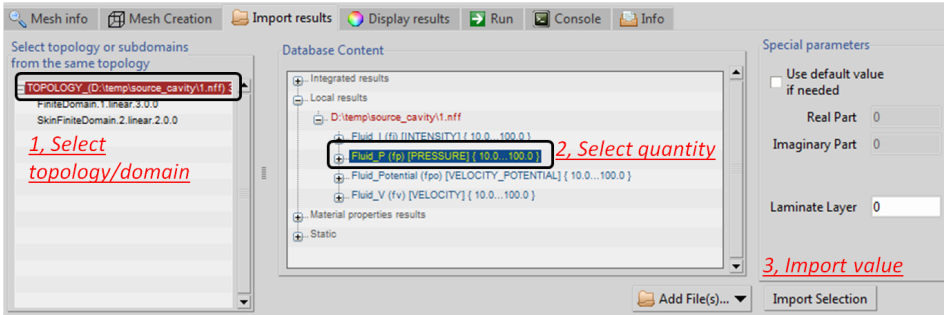 Mesh info
Mesh Creation
Import results
Display results
Run
Console
Info
Select topology or subdomains
from the same topology
TOPOLOGY_(D:\temp\source_cavity\1.nff) 3
FiniteDomain.1.linear.3.0.0
SkinFiniteDomain.2.linear.2.0.0
1, Select
topology/domain
Database Content
Integrated results
Local results
D:\temp\source_cavity\1.nff
Fluid_I (fi) [INTENSITY] { 10.0...100.0 }
Fluid_P (fp) [PRESSURE] { 10.0...100.0 }
2, Select quantity
Fluid_Potential (fpo) [VELOCITY_POTENTIAL] { 10.0...100.0 }
Fluid_V (fv) [VELOCITY] { 10.0...100.0 }
Material properties results
Static
Add File(s)...
Special parameters
Use default value
if needed
Real Part 0
Imaginary Part 0
Laminate Layer 0
3, Import value
Import Selection